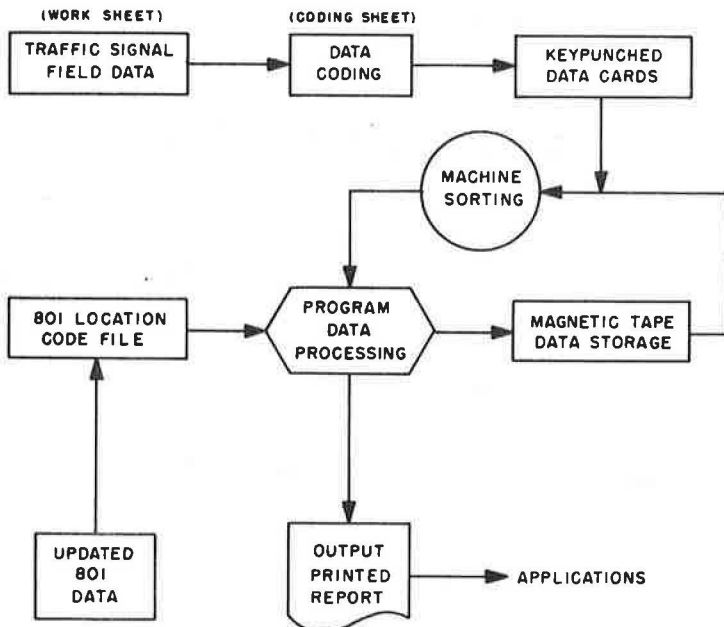 (WORK SHEET)
(CODING SHEET)
TRAFFIC SIGNAL
FIELD DATA
DATA
CODING
KEYPUNCHED
DATA CARDS
MACHINE
SORTING
801 LOCATION
CODE FILE
PROGRAM
DATA
PROCESSING
MAGNETIC TAPE
DATA STORAGE
UPDATED
801
DATA
OUTPUT
PRINTED
REPORT
APPLICATIONS